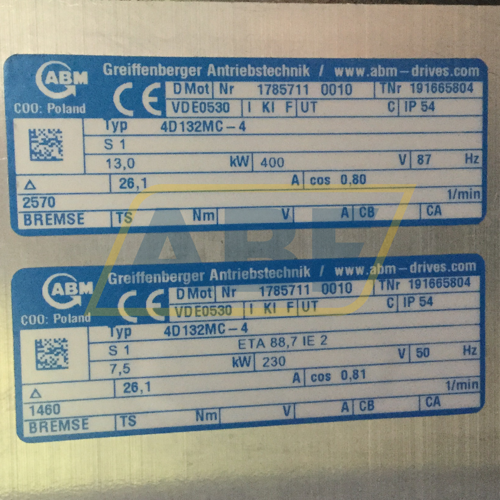 ABM Greiffenberger Antriebstechnik / www.abm-drives.com
COO: Poland CE D Mot Nr 1785711 0010 TNr 191665804
VDE0530 I KI F UT C IP 54
Typ 4D132MC-4
S 1
13,0 kW 400 V 87 Hz
Δ 26,1 A cos 0,80
2570 1/min
BREMSE TS Nm V A CB CA
ABF
ABM Greiffenberger Antriebstechnik / www.abm-drives.com
COO: Poland CE D Mot Nr 1785711 0010 TNr 191665804
VDE0530 I KI F UT C IP 54
Typ 4D132MC-4
S 1 ETA 88,7 IE 2
7,5 kW 230 V 50 Hz
Δ 26,1 A cos 0,81
1460 1/min
BREMSE TS Nm V A CB CA